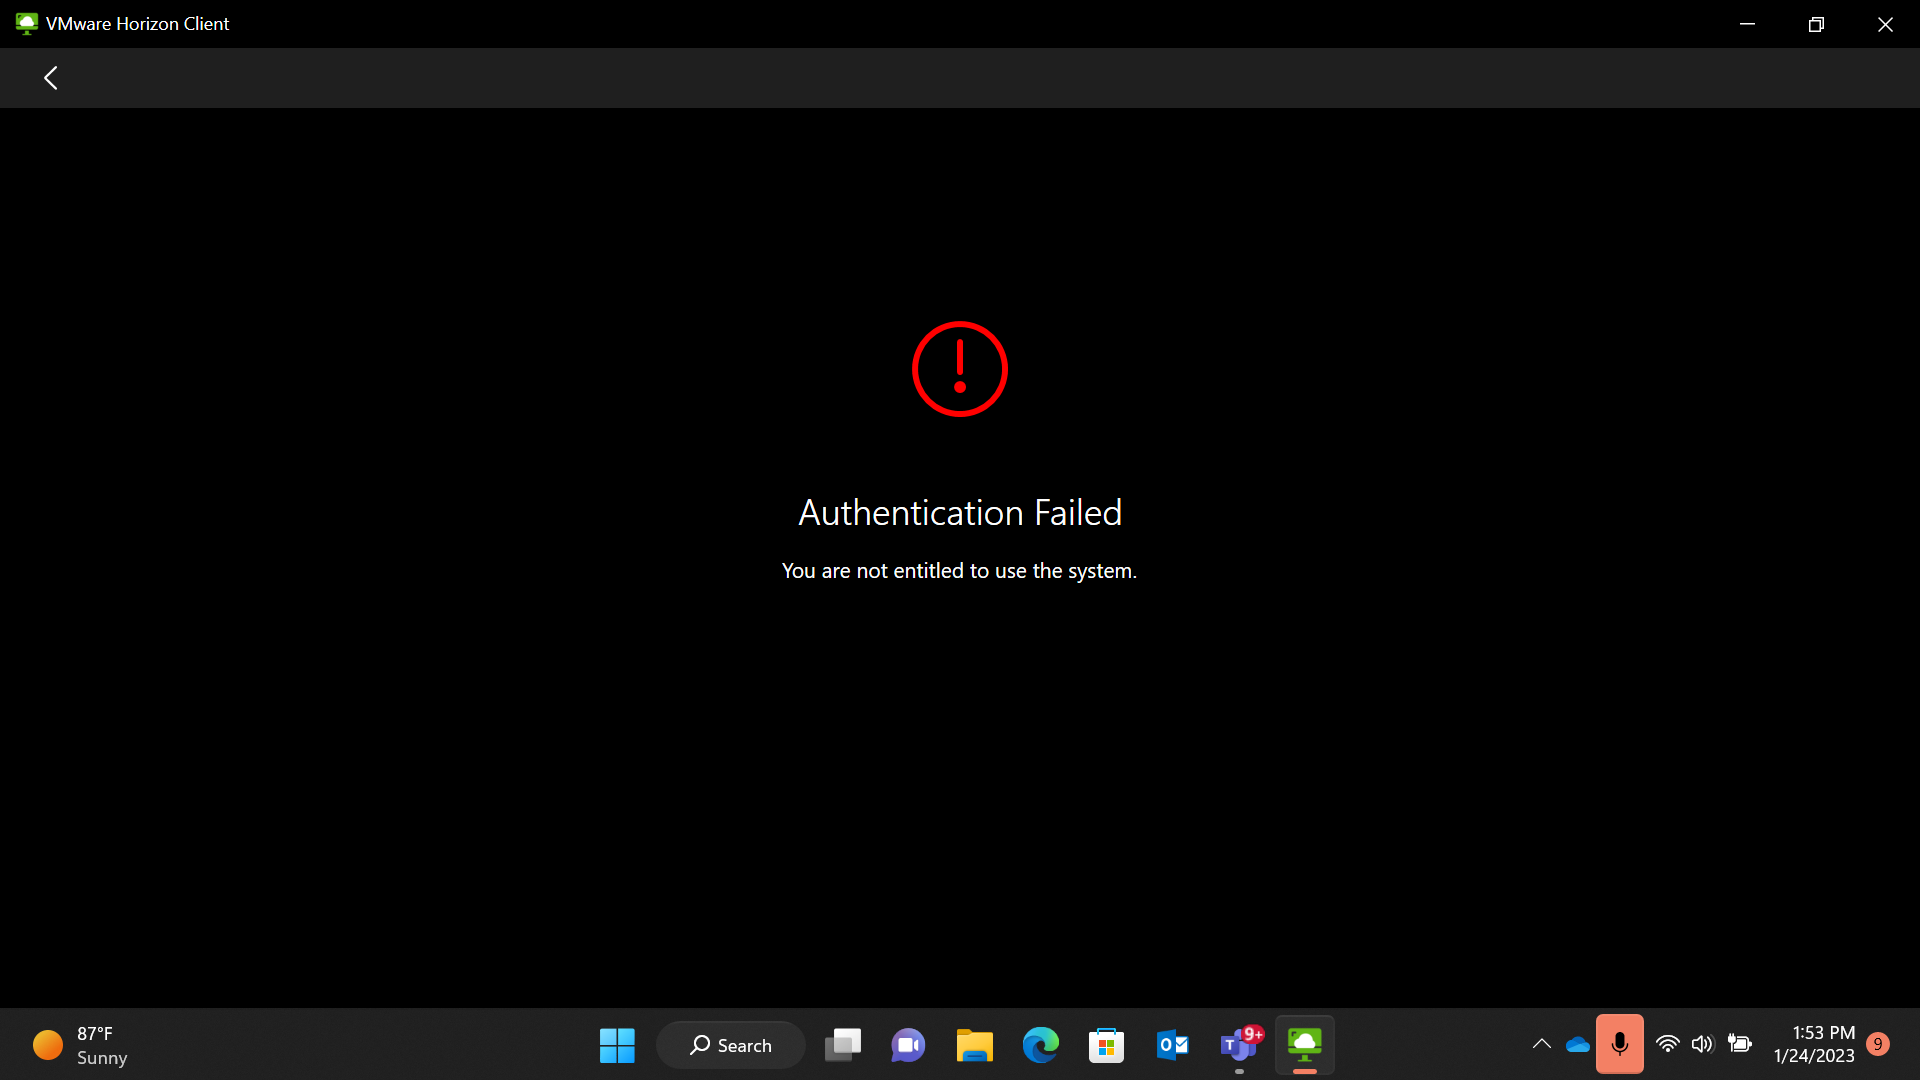 VMware Horizon Client
Authentication Failed
You are not entitled to use the system.
87°F
Sunny
Search
9+
1:53 PM
1/24/2023
9